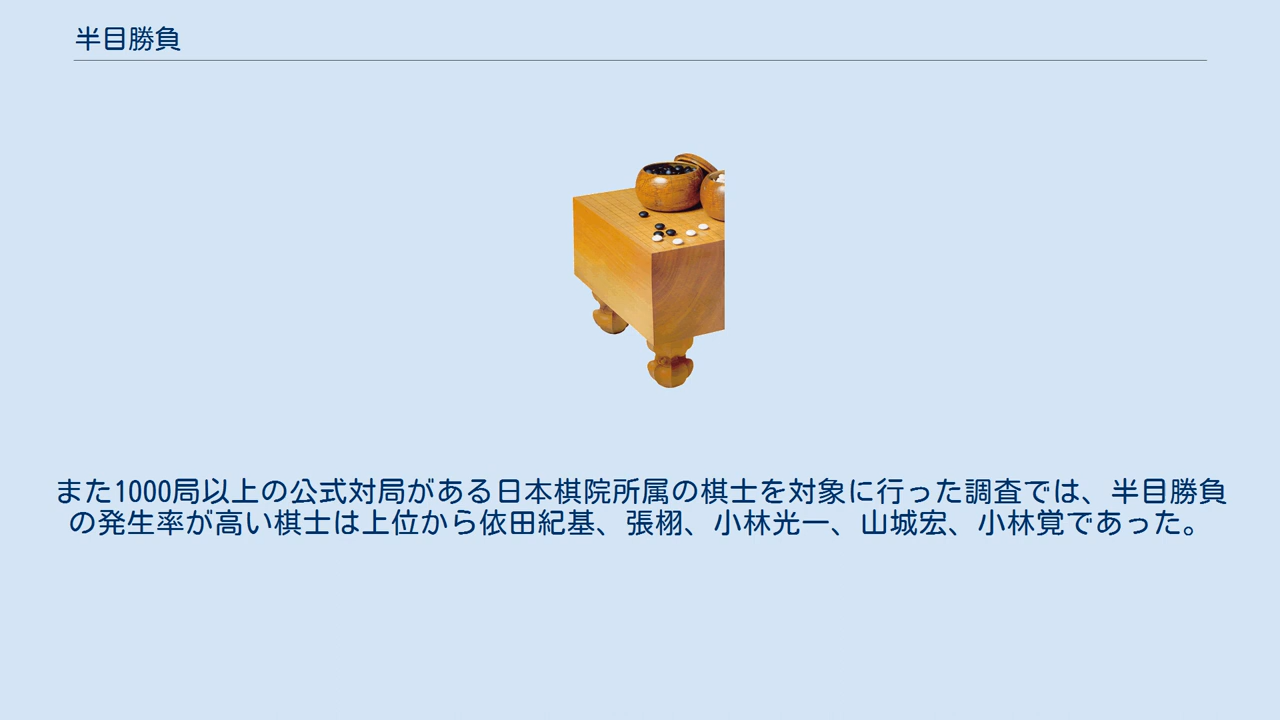 半目勝負
また1000局以上の公式対局がある日本棋院所属の棋士を対象に行った調査では、半目勝負
の発生率が高い棋士は上位から依田紀基、張栩、小林光一、山城宏、小林覚であった。